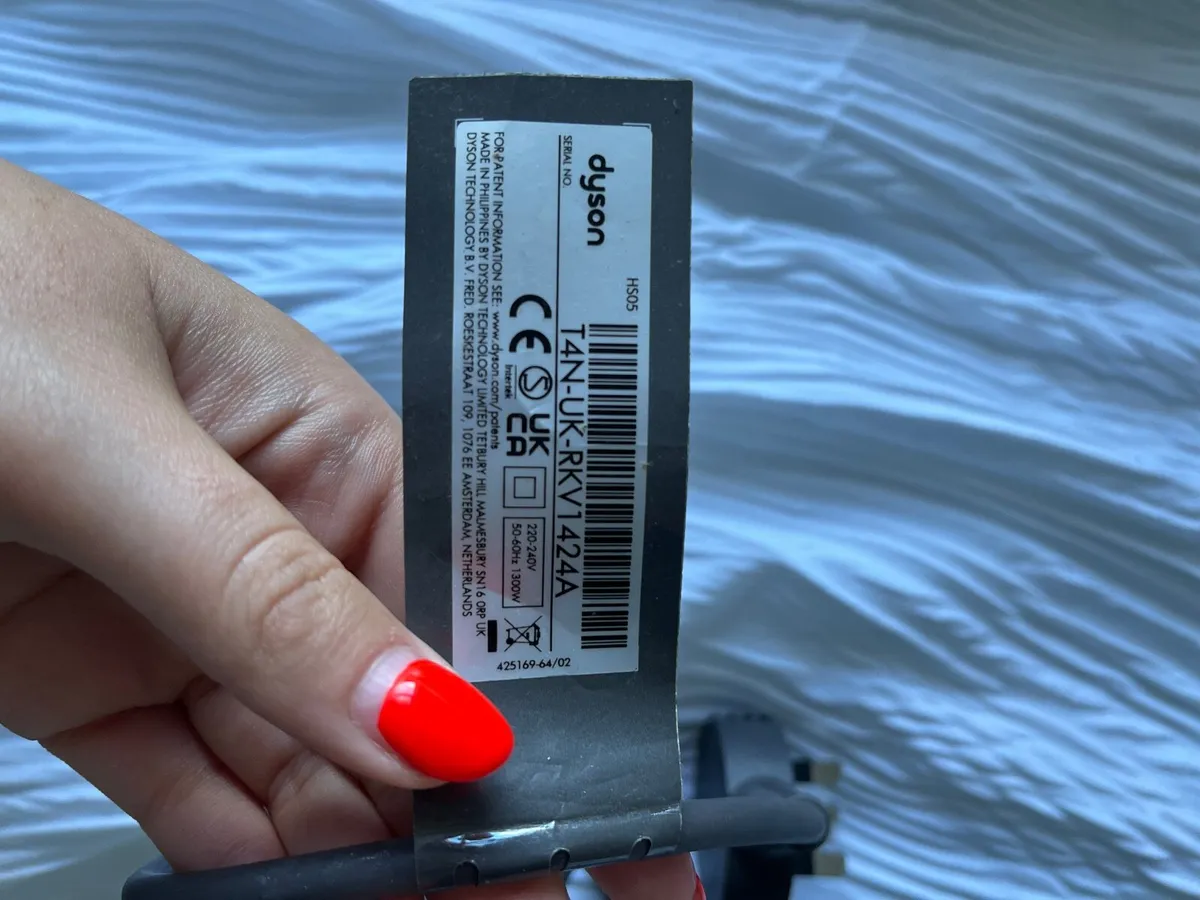 dyson
HS05
SERIAL NO.
T4N-UK-RKV1424A
CE
S
Intertek
UK
CA
220-240V
50-60Hz 1300W
FOR PATENT INFORMATION SEE: www.dyson.com/patents
MADE IN PHILIPPINES BY DYSON TECHNOLOGY LIMITED TETBURY HILL MALMESBURY SN16 0RP UK
DYSON TECHNOLOGY B.V. FRED. ROESKESTRAAT 109, 1076 EE AMSTERDAM, NETHERLANDS
425169-64/02